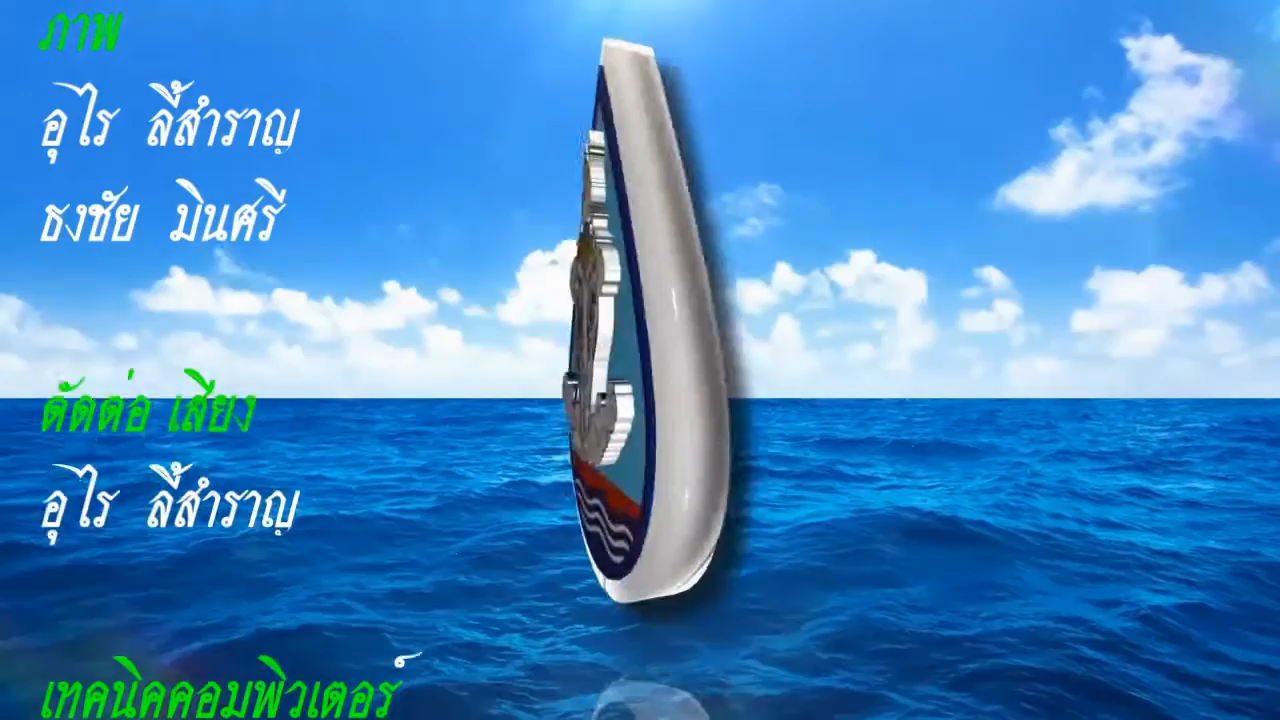 ภาพ
อุไร ลี้สำราญ
ธงชัย มินศรี
ตัดต่อ เสียง
อุไร ลี้สำราญ
เทคนิคคอมพิวเตอร์